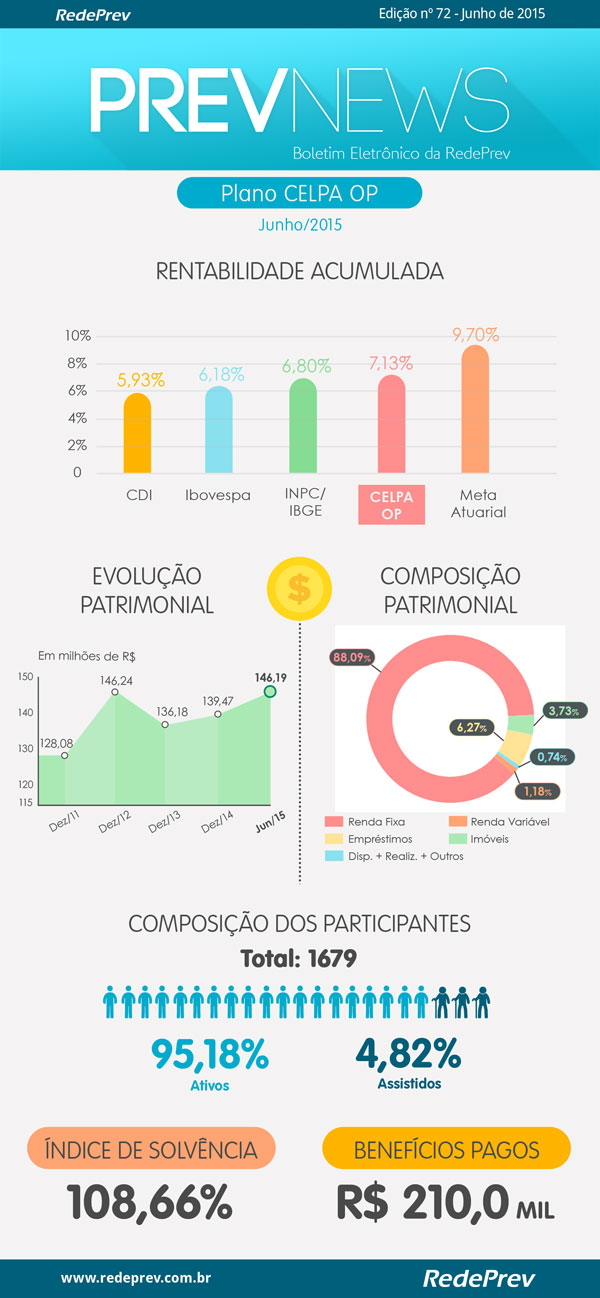 RedePrev
Edição nº 72 - Junho de 2015
PREVNEWS
Boletim Eletrônico da RedePrev
Plano CELPA OP
Junho/2015
RENTABILIDADE ACUMULADA
10%
8%
6%
4%
2%
0
5,93%
6,18%
6,80%
7,13%
9,70%
CDI
Ibovespa
INPC/
IBGE
CELPA
OP
Meta
Atuarial
EVOLUÇÃO
PATRIMONIAL
Em milhões de R$
150
140
130
120
115
128,08
146,24
136,18
139,47
146,19
Dez/11
Dez/12
Dez/13
Dez/14
Jun/15
$
COMPOSIÇÃO
PATRIMONIAL
88,09%
3,73%
6,27%
0,74%
1,18%
Renda Fixa
Renda Variável
Empréstimos
Imóveis
Disp. + Realiz. + Outros
COMPOSIÇÃO DOS PARTICIPANTES
Total: 1679
95,18%
Ativos
4,82%
Assistidos
ÍNDICE DE SOLVÊNCIA
108,66%
BENEFÍCIOS PAGOS
R$ 210,0 MIL
www.redeprev.com.br
RedePrev